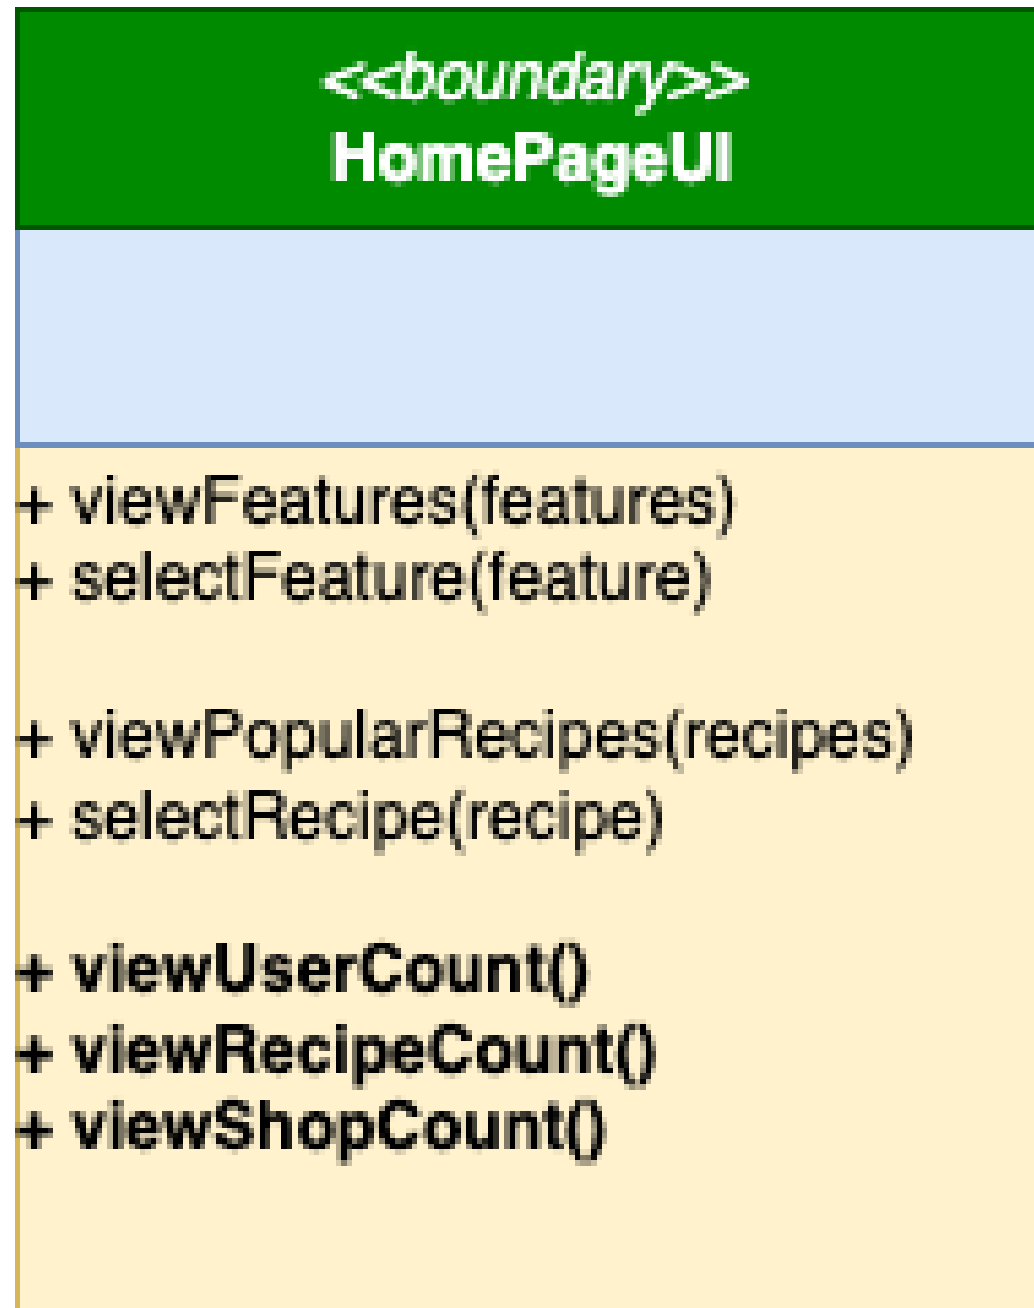 <<boundary>>
HomePageUI
+ viewFeatures(features)
+ selectFeature(feature)
+ viewPopularRecipes(recipes)
+ selectRecipe(recipe)
+ viewUserCount()
+ viewRecipeCount()
+ viewShopCount()